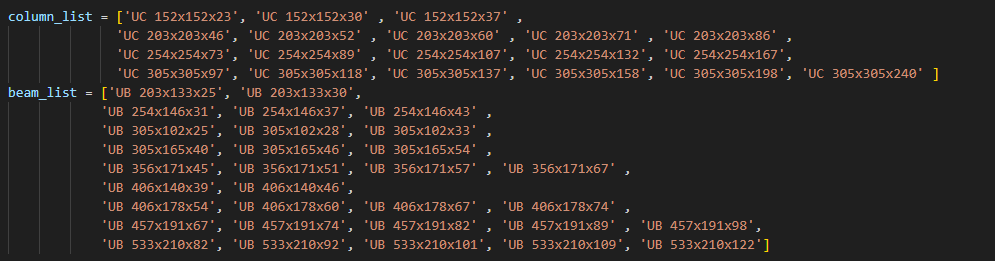 column_list = ['UC 152x152x23', 'UC 152x152x30' , 'UC 152x152x37' ,
'UC 203x203x46', 'UC 203x203x52' , 'UC 203x203x60' , 'UC 203x203x71' , 'UC 203x203x86' ,
'UC 254x254x73', 'UC 254x254x89' , 'UC 254x254x107', 'UC 254x254x132', 'UC 254x254x167',
'UC 305x305x97', 'UC 305x305x118', 'UC 305x305x137', 'UC 305x305x158', 'UC 305x305x198', 'UC 305x305x240' ]
beam_list = ['UB 203x133x25', 'UB 203x133x30',
'UB 254x146x31', 'UB 254x146x37', 'UB 254x146x43' ,
'UB 305x102x25', 'UB 305x102x28', 'UB 305x102x33' ,
'UB 305x165x40', 'UB 305x165x46', 'UB 305x165x54' ,
'UB 356x171x45', 'UB 356x171x51', 'UB 356x171x57' , 'UB 356x171x67' ,
'UB 406x140x39', 'UB 406x140x46',
'UB 406x178x54', 'UB 406x178x60', 'UB 406x178x67' , 'UB 406x178x74' ,
'UB 457x191x67', 'UB 457x191x74', 'UB 457x191x82' , 'UB 457x191x89' , 'UB 457x191x98',
'UB 533x210x82', 'UB 533x210x92', 'UB 533x210x101', 'UB 533x210x109', 'UB 533x210x122']